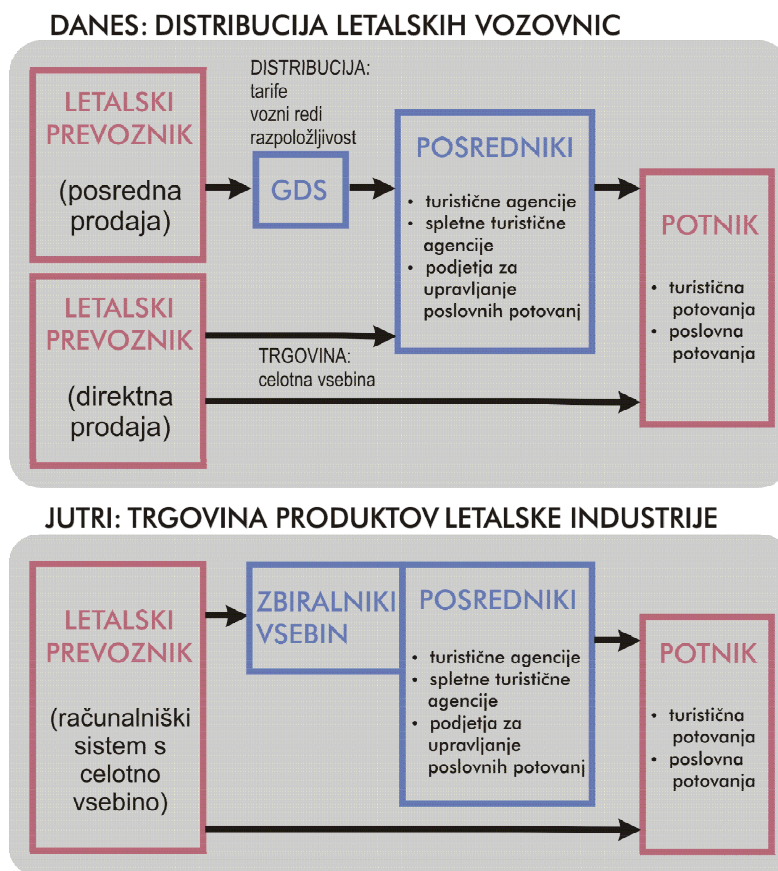 DANES: DISTRIBUCIJA LETALSKIH VOZOVNIC
LETALSKI
PREVOZNIK
(posredna
prodaja)
DISTRIBUCIJA:
tarife
vozni redi
razpoložljivost
GDS
POSREDNIKI
• turistične agencije
• spletne turistične
agencije
• podjetja za
upravljanje
poslovnih potovanj
POTNIK
• turistična
potovanja
• poslovna
potovanja
LETALSKI
PREVOZNIK
(direktna
prodaja)
TRGOVINA:
celotna vsebina
JUTRI: TRGOVINA PRODUKTOV LETALSKE INDUSTRIJE
LETALSKI
PREVOZNIK
(računalniški
sistem s
celotno
vsebino)
ZBIRALNIKI
VSEBIN
POSREDNIKI
• turistične agencije
• spletne turistične
agencije
• podjetja za
upravljanje
poslovnih potovanj
POTNIK
• turistična
potovanja
• poslovna
potovanja